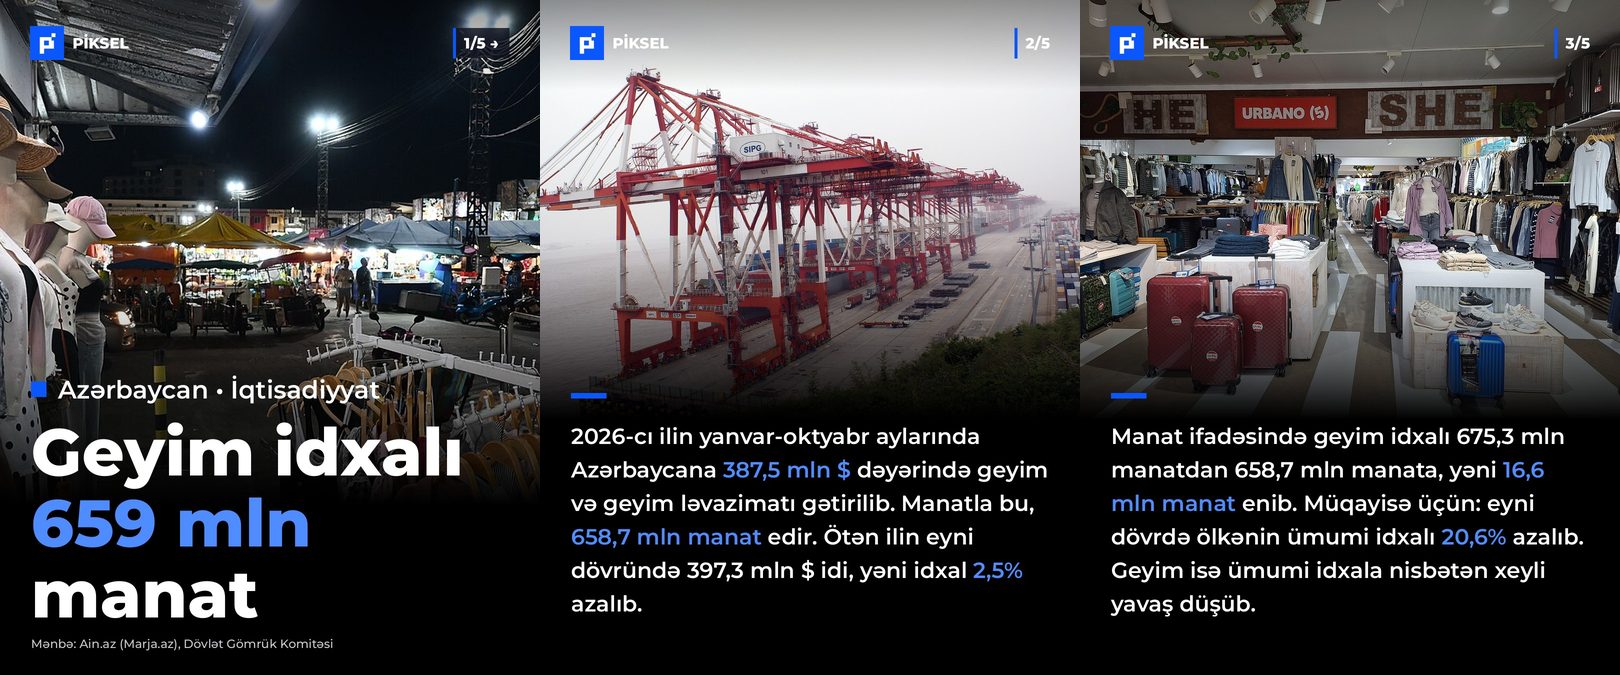 PİKSEL
1/5 →
Azərbaycan • İqtisadiyyat
Geyim idxalı
659 mln
manat
Mənbə: Ain.az (Marja.az), Dövlət Gömrük Komitəsi
PİKSEL
2/5
SIPG
2026-cı ilin yanvar-oktyabr aylarında
Azərbaycana 387,5 mln $ dəyərində geyim
və geyim ləvazimatı gətirilib. Manatla bu,
658,7 mln manat edir. Ötən ilin eyni
dövründə 397,3 mln $ idi, yəni idxal 2,5%
azalıb.
PİKSEL
3/5
HE
URBANO (5)
SHE
Manat ifadəsində geyim idxalı 675,3 mln
manatdan 658,7 mln manata, yəni 16,6
mln manat enib. Müqayisə üçün: eyni
dövrdə ölkənin ümumi idxalı 20,6% azalıb.
Geyim isə ümumi idxala nisbətən xeyli
yavaş düşüb.